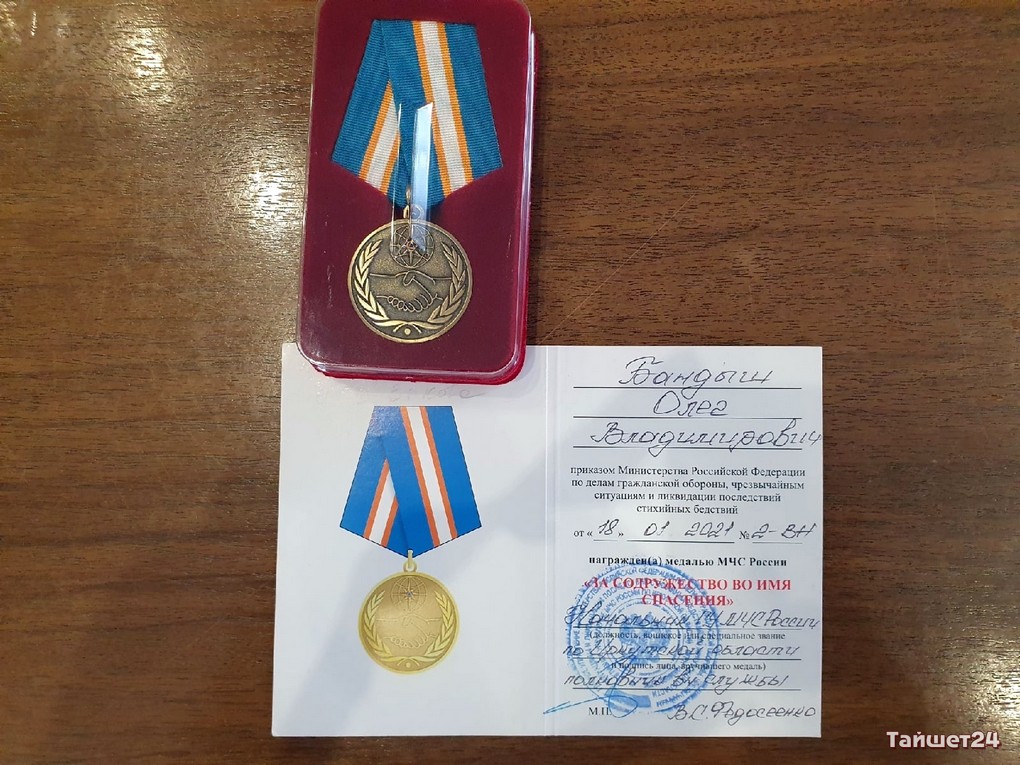 Бандыш
Олег
Владимирович
приказом Министерства Российской Федерации
по делам гражданской обороны, чрезвычайным
ситуациям и ликвидации последствий
стихийных бедствий
от « 18 » 01 2021 № 2-ВН
награжден(а) медалью МЧС России
«ЗА СОДРУЖЕСТВО ВО ИМЯ
СПАСЕНИЯ»
Начальник ГУ МЧС России
(должность, воинское или специальное звание
по Иркутской области
и подпись лица, вручившего медаль)
полковник вн службы
М.П. В.С. Федосеенко
Тайшет24